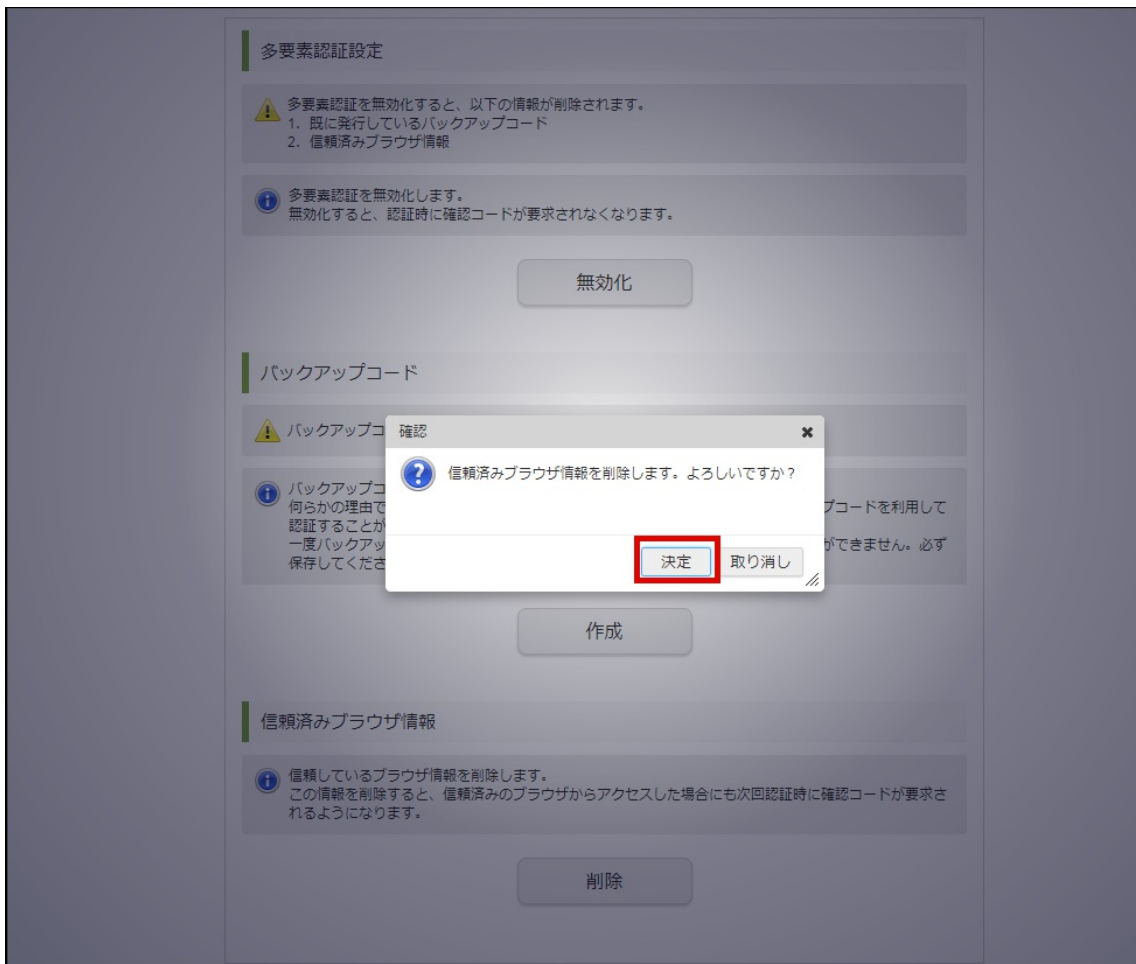 多要素認証設定
多要素認証を無効化すると、以下の情報が削除されます。
1. 既に発行しているバックアップコード
2. 信頼済みブラウザ情報
多要素認証を無効化します。
無効化すると、認証時に確認コードが要求されなくなります。
無効化
バックアップコード
バックアップコ
確認
信頼済みブラウザ情報を削除します。よろしいですか?
決定
取り消し
バックアップコ
何らかの理由で
プコードを利用して
認証することが
一度バックアッ
ができません。必ず
保存してくださ
作成
信頼済みブラウザ情報
信頼しているブラウザ情報を削除します。
この情報を削除すると、信頼済みのブラウザからアクセスした場合にも次回認証時に確認コードが要求さ
れるようになります。
削除